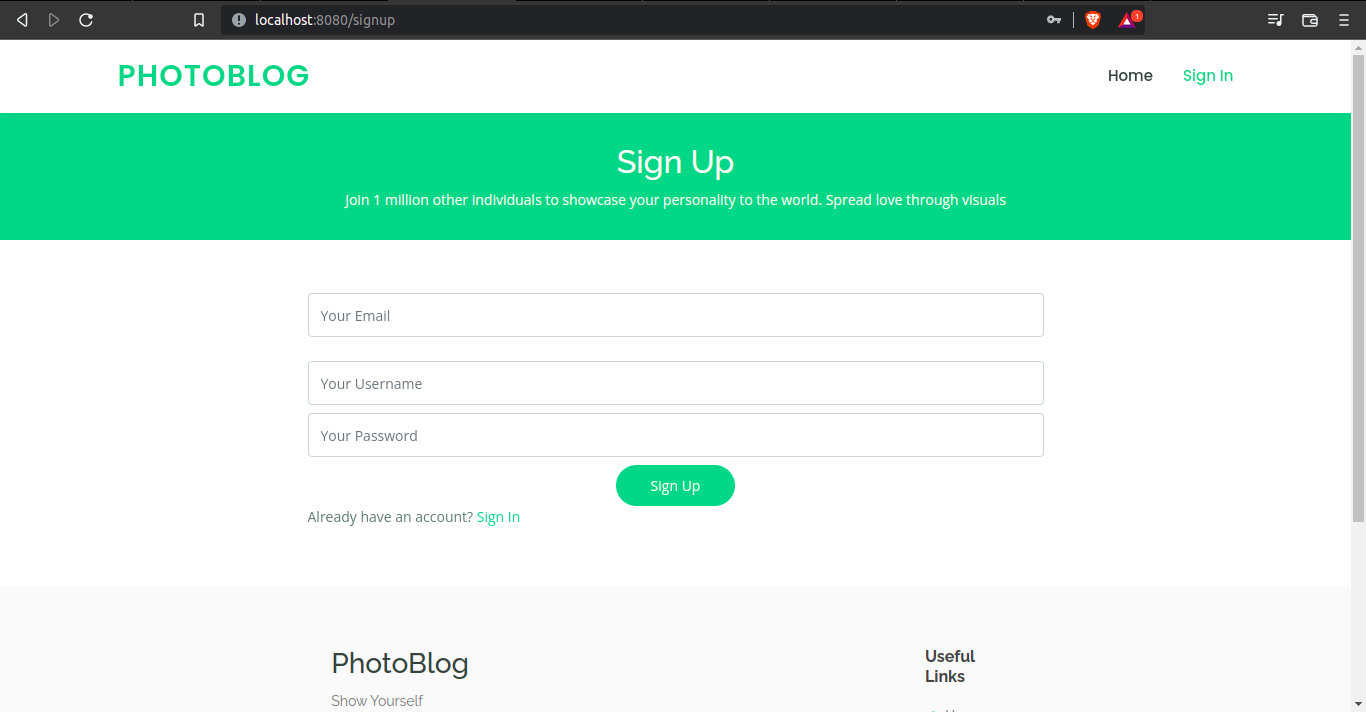 localhost:8080/signup
1
PHOTOBLOG
Home
Sign In
Sign Up
Join 1 million other individuals to showcase your personality to the world. Spread love through visuals
Your Email
Your Username
Your Password
Sign Up
Already have an account? Sign In
PhotoBlog
Show Yourself
Useful
Links